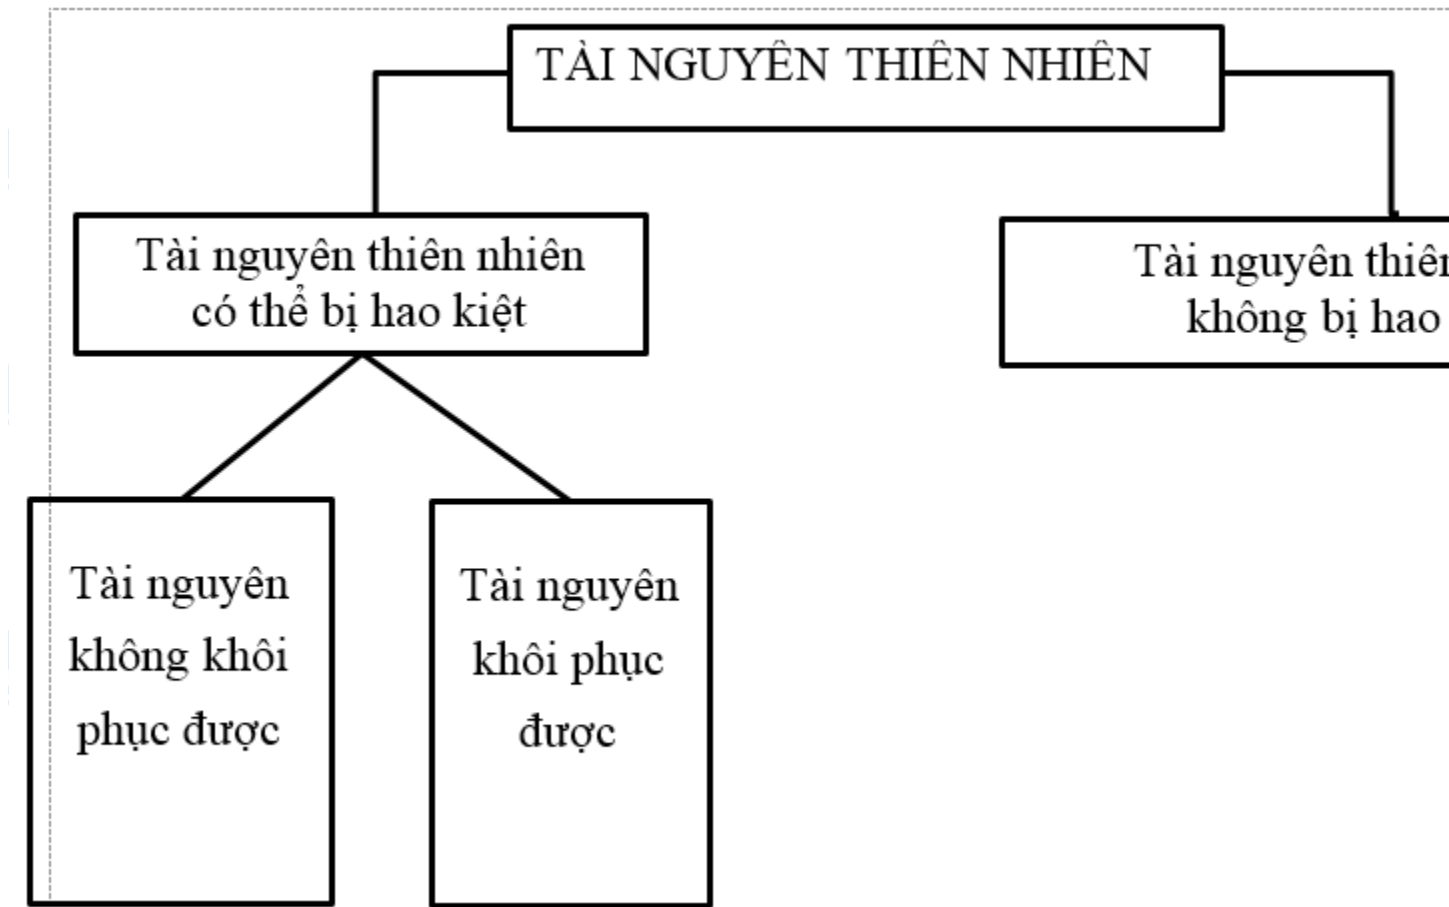 TÀI NGUYÊN THIÊN NHIÊN
Tài nguyên thiên nhiên
có thể bị hao kiệt
Tài nguyên
không bị hao
Tài nguyên
không khôi
phục được
Tài nguyên
khôi phục
được